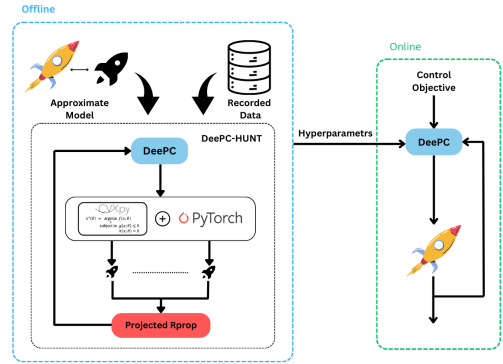 Offline
Online
Approximate
Model
Recorded
Data
Control
Objective
DeePC-HUNT
Hyperparametrs
DeePC
DeePC
CVXpy
PyTorch
Projected Rprop